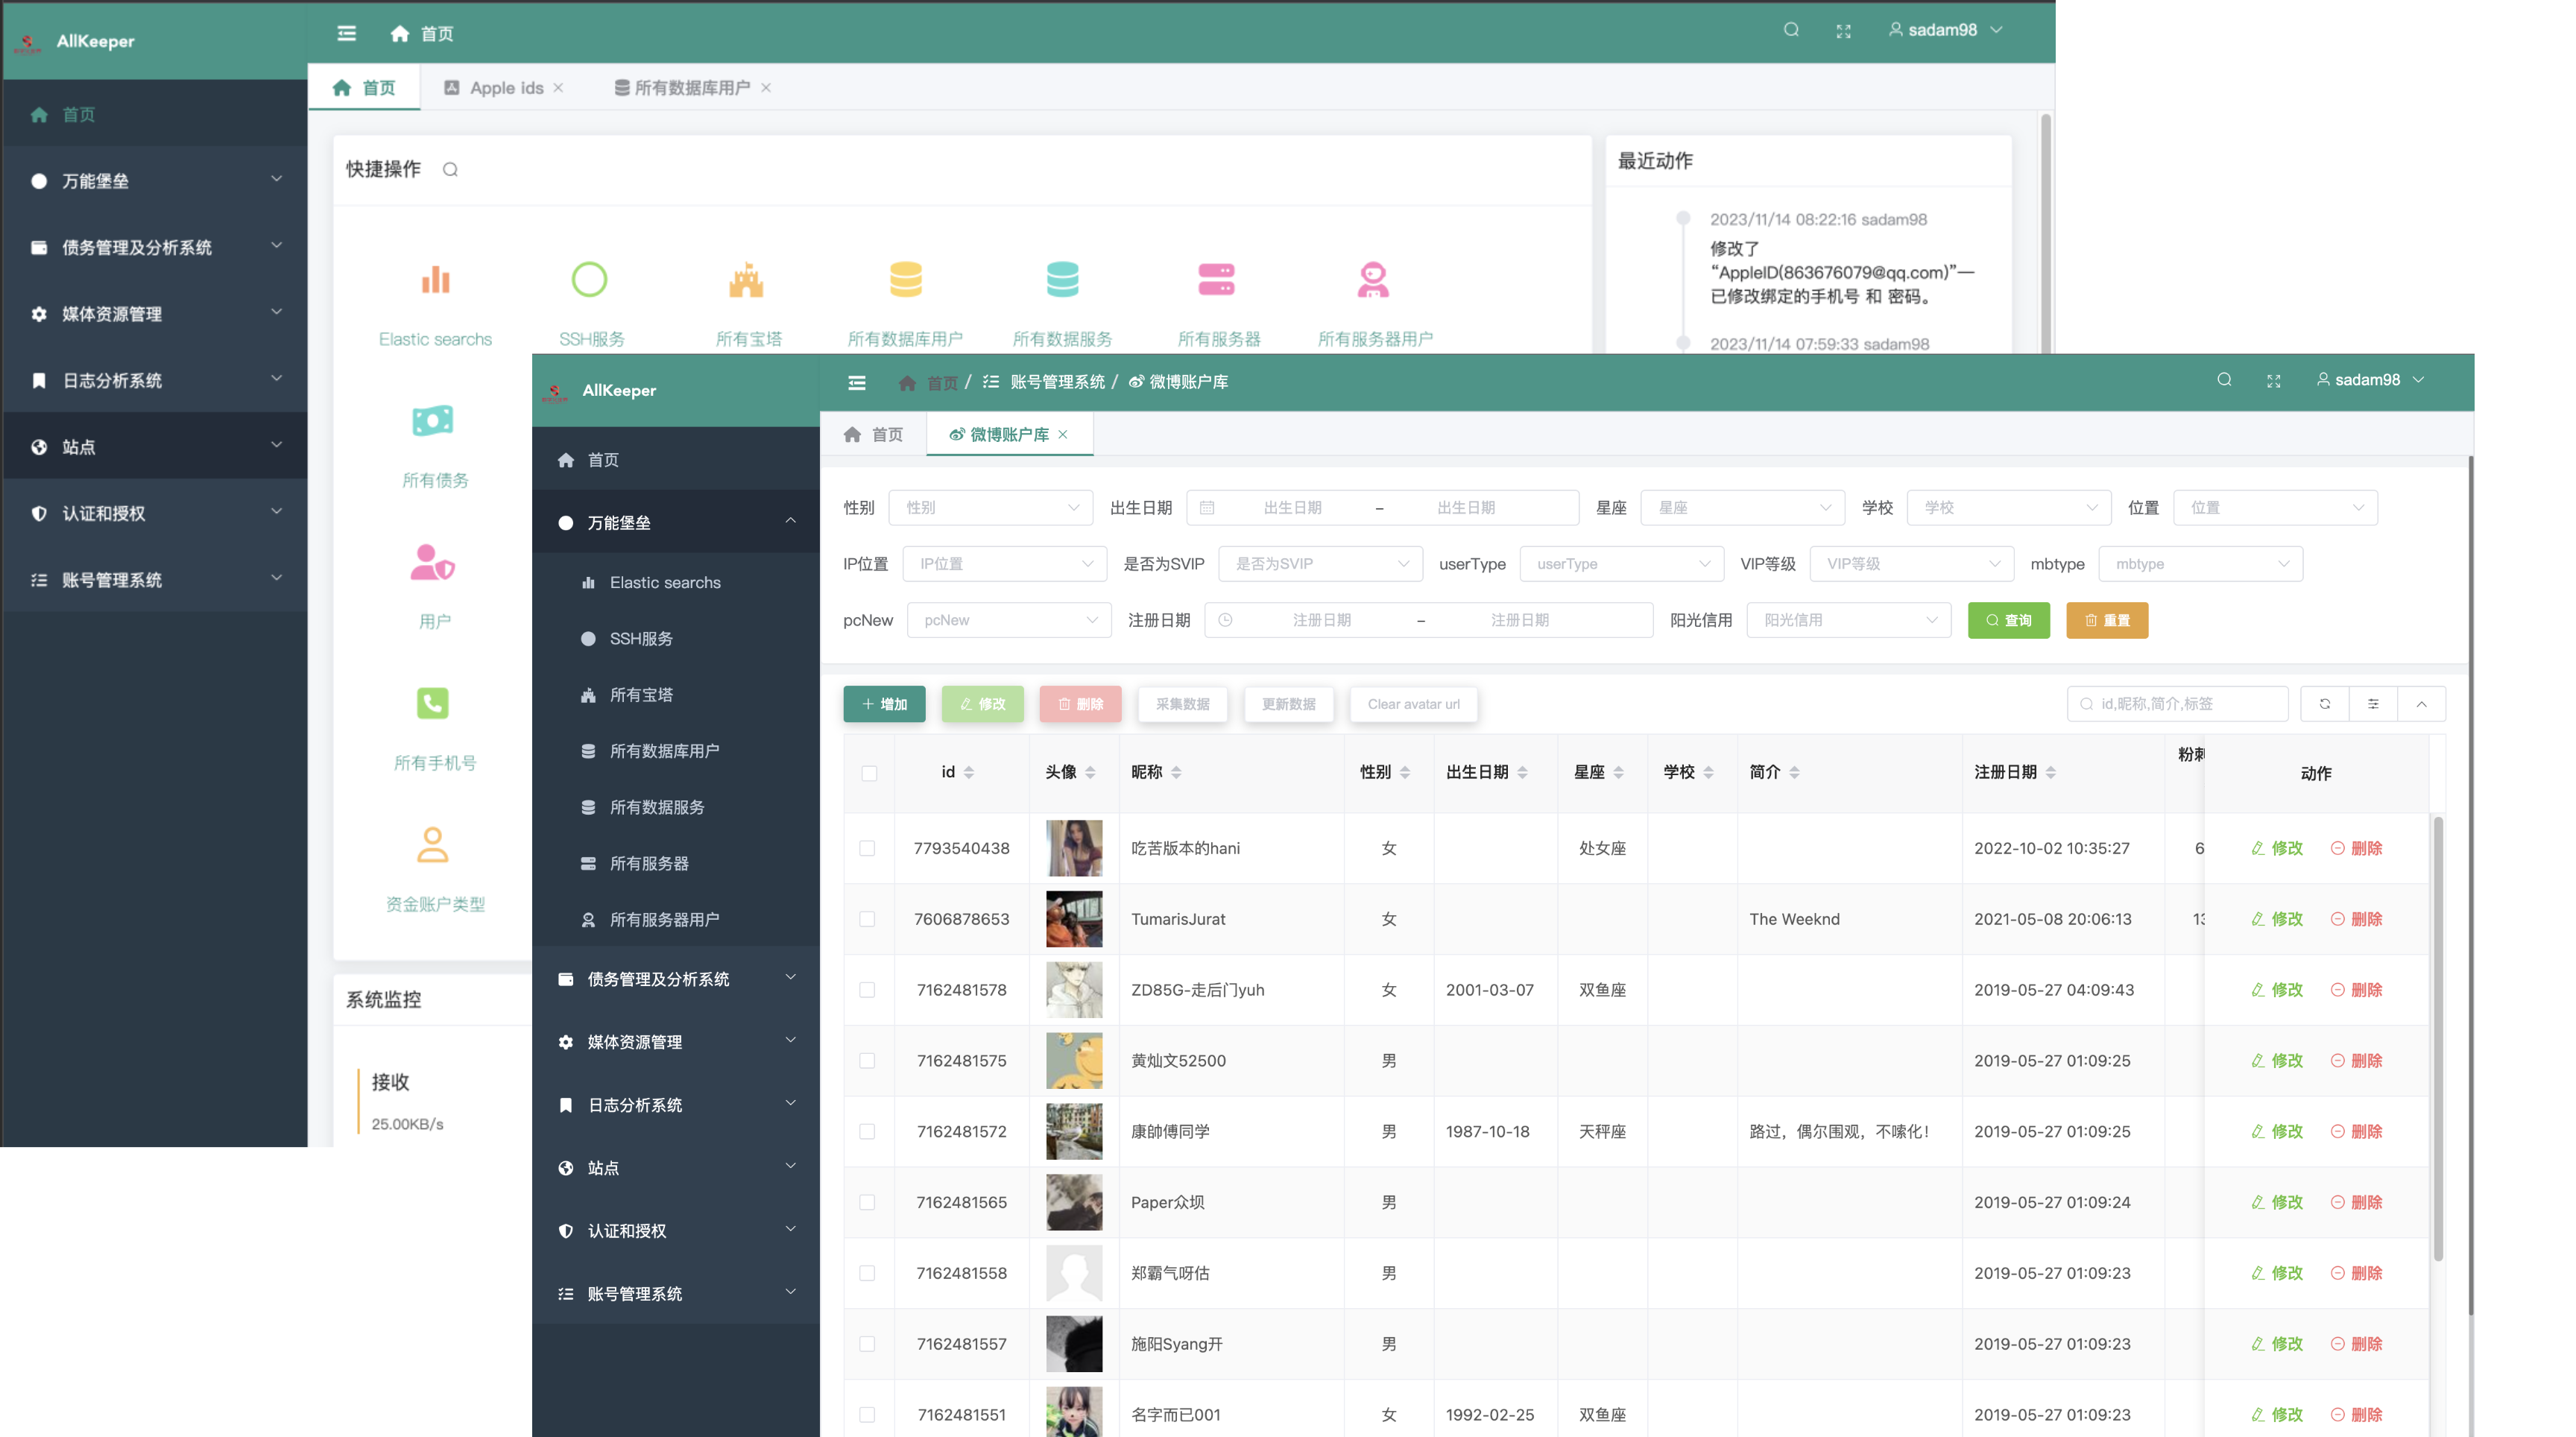 AllKeeper
首页
sadam98
首页
Apple ids
所有数据库用户
首页
万能堡垒
债务管理及分析系统
媒体资源管理
日志分析系统
站点
认证和授权
账号管理系统
快捷操作
Elastic searchs
SSH服务
所有宝塔
所有数据库用户
所有数据服务
所有服务器
所有服务器用户
所有债务
用户
所有手机号
资金账户类型
系统监控
接收
25.00KB/s
最近动作
2023/11/14 08:22:16 sadam98
修改了
“AppleID(863676079@qq.com)”—
已修改绑定的手机号 和 密码。
2023/11/14 07:59:33 sadam98
AllKeeper
首页 / 账号管理系统 / 微博账户库
sadam98
首页
微博账户库
首页
万能堡垒
Elastic searchs
SSH服务
所有宝塔
所有数据库用户
所有数据服务
所有服务器
所有服务器用户
债务管理及分析系统
媒体资源管理
日志分析系统
站点
认证和授权
账号管理系统
性别 性别 出生日期 出生日期 – 出生日期 星座 星座 学校 学校 位置 位置
IP位置 IP位置 是否为SVIP 是否为SVIP userType userType VIP等级 VIP等级 mbtype mbtype
pcNew pcNew 注册日期 注册日期 – 注册日期 阳光信用 阳光信用 查询 重置
增加 修改 删除 采集数据 更新数据 Clear avatar url id,昵称,简介,标签
id 头像 昵称 性别 出生日期 星座 学校 简介 注册日期 粉刺 动作
7793540438 吃苦版本的hani 女 处女座 2022-10-02 10:35:27 6 修改 删除
7606878653 TumarisJurat 女 The Weeknd 2021-05-08 20:06:13 13 修改 删除
7162481578 ZD85G-走后门yuh 女 2001-03-07 双鱼座 2019-05-27 04:09:43 修改 删除
7162481575 黄灿文52500 男 2019-05-27 01:09:25 修改 删除
7162481572 康帥傅同学 男 1987-10-18 天秤座 路过，偶尔围观，不嗦化！ 2019-05-27 01:09:25 修改 删除
7162481565 Paper众坝 男 2019-05-27 01:09:24 修改 删除
7162481558 郑霸气呀估 男 2019-05-27 01:09:23 修改 删除
7162481557 施阳Syang开 男 2019-05-27 01:09:23 修改 删除
7162481551 名字而已001 女 1992-02-25 双鱼座 2019-05-27 01:09:23 修改 删除